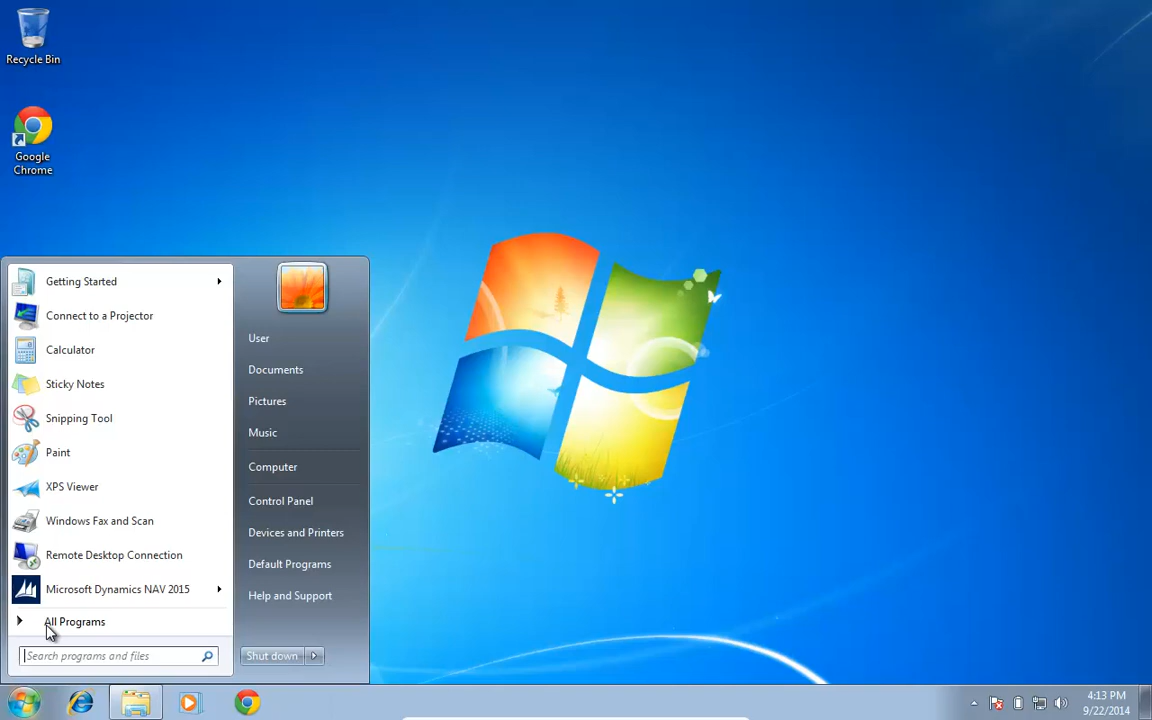 Recycle Bin
Google
Chrome
Getting Started
Connect to a Projector
Calculator
Sticky Notes
Snipping Tool
Paint
XPS Viewer
Windows Fax and Scan
Remote Desktop Connection
Microsoft Dynamics NAV 2015
All Programs
Search programs and files
User
Documents
Pictures
Music
Computer
Control Panel
Devices and Printers
Default Programs
Help and Support
Shut down
4:13 PM
9/22/2014